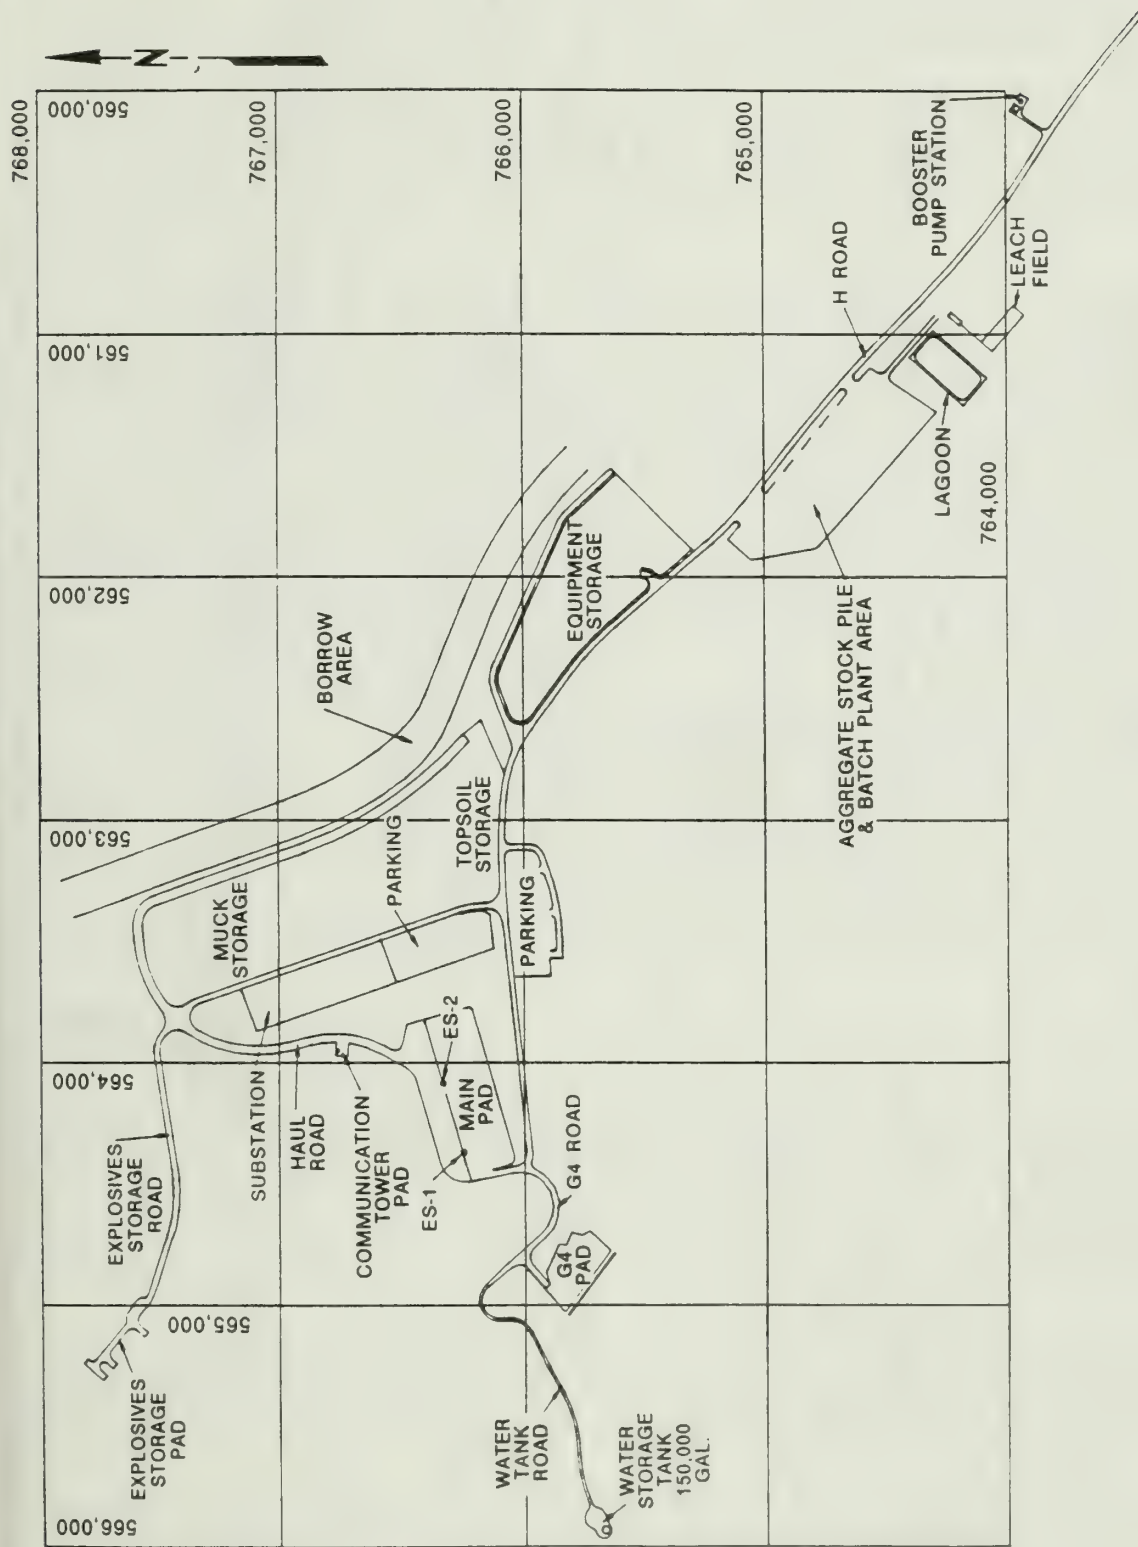 N
768,000
767,000
766,000
765,000
764,000
560,000
561,000
562,000
563,000
564,000
565,000
566,000
EXPLOSIVES
STORAGE
PAD
EXPLOSIVES
STORAGE
ROAD
SUBSTATION
HAUL
ROAD
COMMUNICATION
TOWER
PAD
ES-1
ES-2
MAIN
PAD
MUCK
STORAGE
PARKING
BORROW
AREA
TOPSOIL
STORAGE
PARKING
EQUIPMENT
STORAGE
G4 ROAD
G4
PAD
WATER
TANK
ROAD
WATER
STORAGE
TANK
150,000
GAL.
AGGREGATE STOCK PILE
& BATCH PLANT AREA
H ROAD
LAGOON
BOOSTER
PUMP STATION
LEACH
FIELD